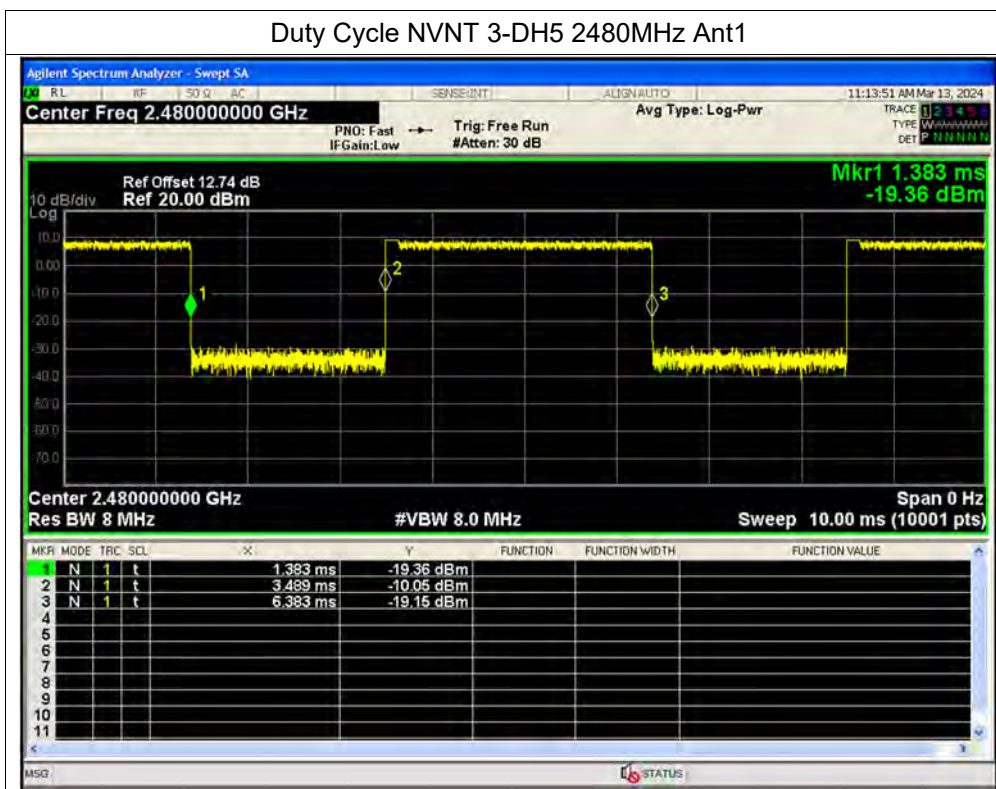 Duty Cycle NVNT 3-DH5 2480MHz Ant1
Agilent Spectrum Analyzer - Swept SA
RL RF 50 Ω AC SENSE:INT ALIGNAUTO 11:13:51 AM Mar 13, 2024
Center Freq 2.480000000 GHz Avg Type: Log-Pwr TRACE 1 2 3 4 5 6
PNO: Fast Trig: Free Run TYPE
IFGain:Low #Atten: 30 dB DET P N N N N N
Mkr1 1.383 ms
-19.36 dBm
Ref Offset 12.74 dB
10 dB/div Ref 20.00 dBm
Log
10.0
0.00
-10.0
-20.0
-30.0
-40.0
-50.0
-60.0
-70.0
1
2
3
Center 2.480000000 GHz Span 0 Hz
Res BW 8 MHz #VBW 8.0 MHz Sweep 10.00 ms (10001 pts)
MKR MODE TRC SCL X Y FUNCTION FUNCTION WIDTH FUNCTION VALUE
1 N 1 t 1.383 ms -19.36 dBm
2 N 1 t 3.489 ms -10.05 dBm
3 N 1 t 6.383 ms -19.15 dBm
4
5
6
7
8
9
10
11
MSG STATUS